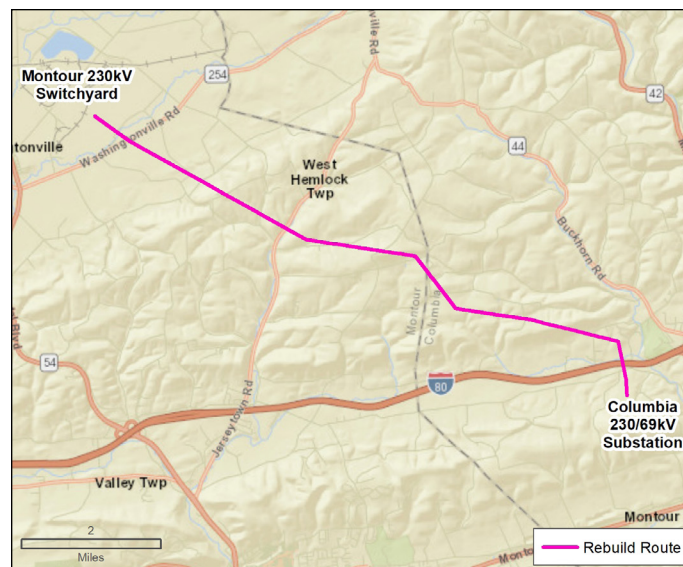 Montour 230kV
Switchyard
254
ville Rd
42
Washingtonville Rd
tonville
West
Hemlock
Twp
44
Buckhorn Rd
Montour
Columbia
54
Jerseytown Rd
80
Columbia
230/69kV
Substation
Valley Twp
Montour
2
Miles
Rebuild Route